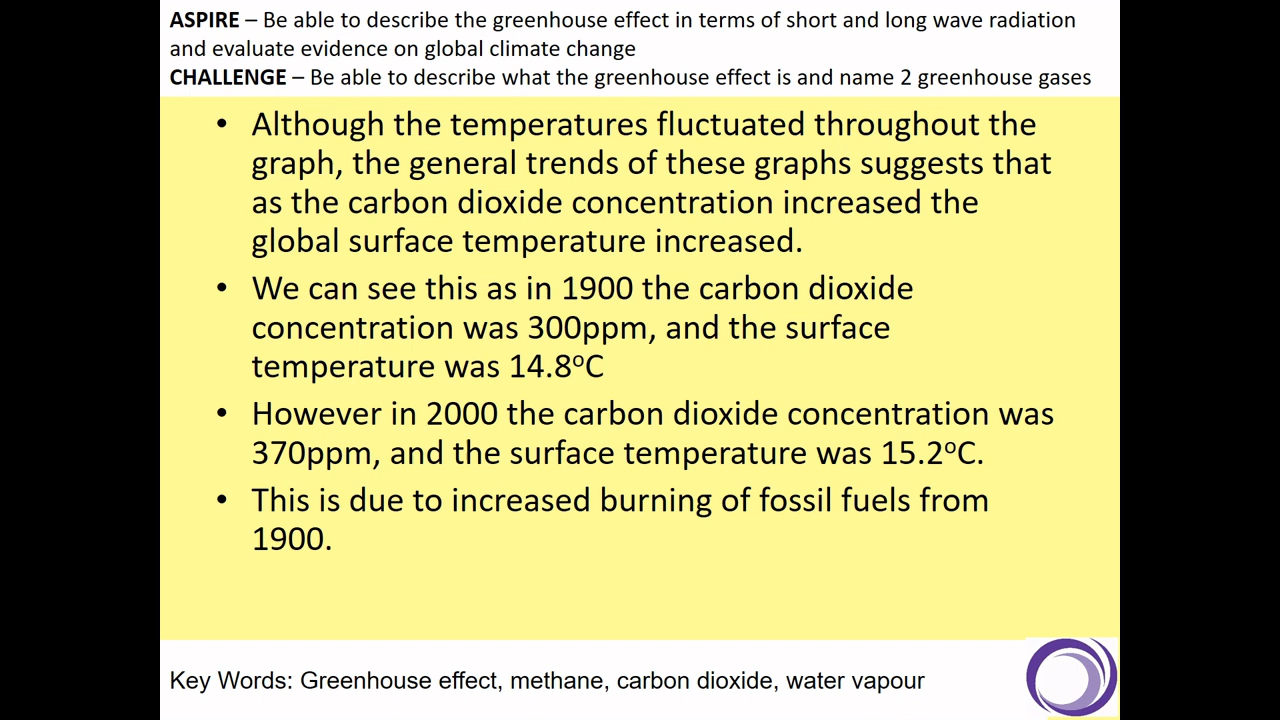 ASPIRE – Be able to describe the greenhouse effect in terms of short and long wave radiation
and evaluate evidence on global climate change
CHALLENGE – Be able to describe what the greenhouse effect is and name 2 greenhouse gases
• Although the temperatures fluctuated throughout the
graph, the general trends of these graphs suggests that
as the carbon dioxide concentration increased the
global surface temperature increased.
• We can see this as in 1900 the carbon dioxide
concentration was 300ppm, and the surface
temperature was 14.8ºC
• However in 2000 the carbon dioxide concentration was
370ppm, and the surface temperature was 15.2ºC.
• This is due to increased burning of fossil fuels from
1900.
Key Words: Greenhouse effect, methane, carbon dioxide, water vapour